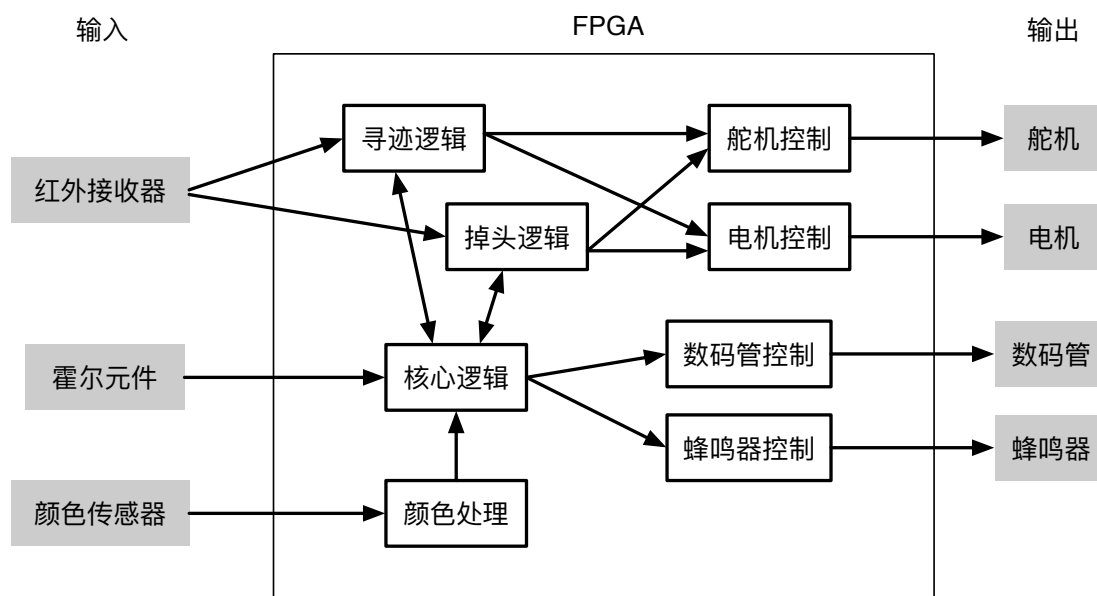 输入
FPGA
输出
寻迹逻辑
舵机控制
舵机
红外接收器
掉头逻辑
电机控制
电机
霍尔元件
核心逻辑
数码管控制
数码管
蜂鸣器控制
蜂鸣器
颜色传感器
颜色处理